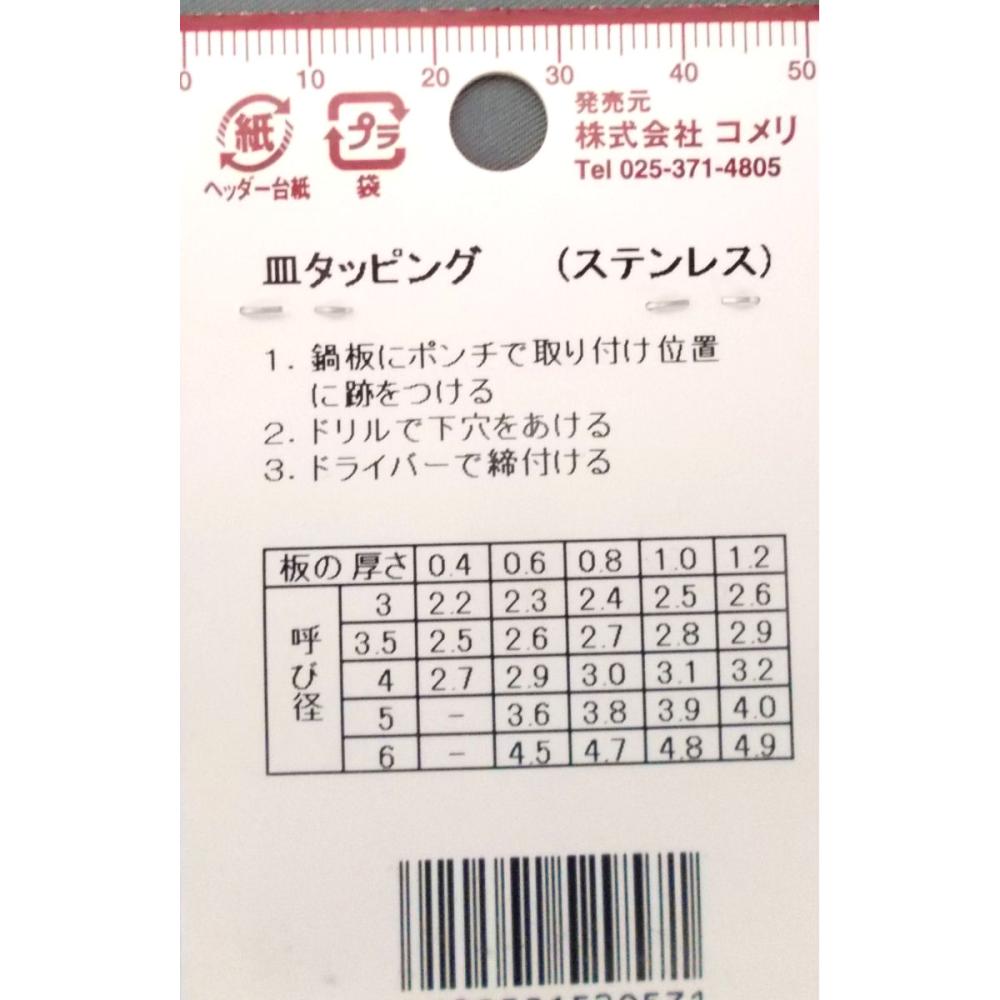 0 10 20 30 40 50
紙 プラ
ヘッダー台紙 袋
発売元
株式会社 コメリ
Tel 025-371-4805
皿タッピング （ステンレス）
1. 鍋板にポンチで取り付け位置
に跡をつける
2. ドリルで下穴をあける
3. ドライバーで締付ける
板の厚さ 0.4 0.6 0.8 1.0 1.2
呼び径
3 2.2 2.3 2.4 2.5 2.6
3.5 2.5 2.6 2.7 2.8 2.9
4 2.7 2.9 3.0 3.1 3.2
5 － 3.6 3.8 3.9 4.0
6 － 4.5 4.7 4.8 4.9